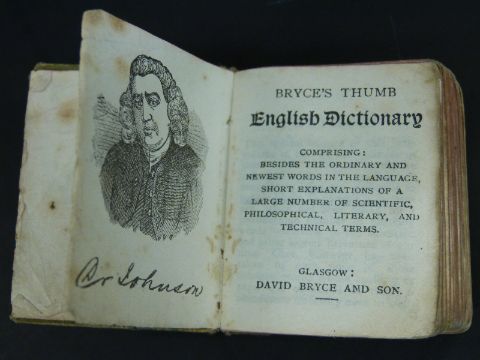 Dr Johnson
BRYCE'S THUMB
English Dictionary
COMPRISING:
BESIDES THE ORDINARY AND
NEWEST WORDS IN THE LANGUAGE,
SHORT EXPLANATIONS OF A
LARGE NUMBER OF SCIENTIFIC,
PHILOSOPHICAL, LITERARY, AND
TECHNICAL TERMS.
GLASGOW:
DAVID BRYCE AND SON.